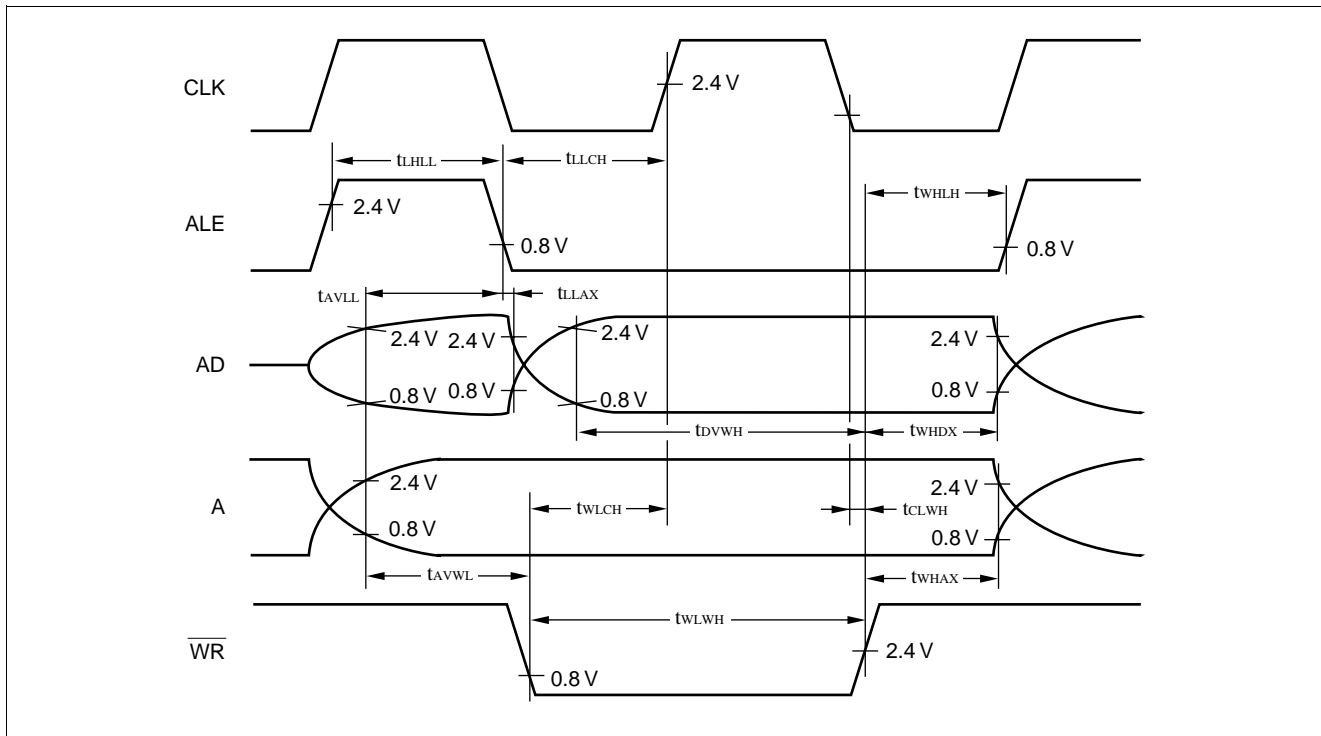 CLK
2.4 V
tLHLL
tLLCH
tWHLH
ALE
2.4 V
0.8 V
0.8 V
tAVLL
tLLAX
AD
2.4 V
2.4 V
2.4 V
2.4 V
0.8 V
0.8 V
0.8 V
0.8 V
tDVWH
tWHDX
A
2.4 V
2.4 V
tWLCH
tCLWH
0.8 V
0.8 V
tAVWL
tWHAX
tWLWH
WR
2.4 V
0.8 V